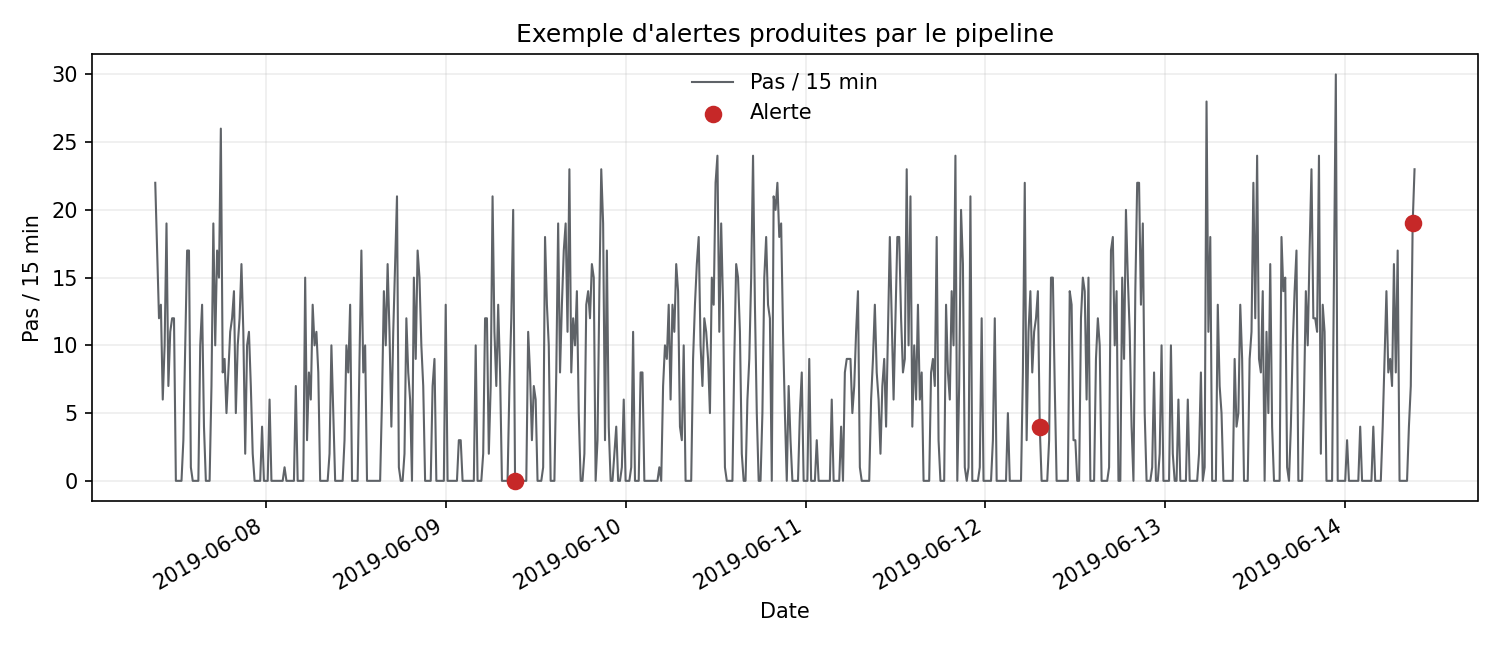 Exemple d'alertes produites par le pipeline
Pas / 15 min
Alerte
30
25
20
15
10
5
0
Pas / 15 min
2019-06-08
2019-06-09
2019-06-10
2019-06-11
2019-06-12
2019-06-13
2019-06-14
Date